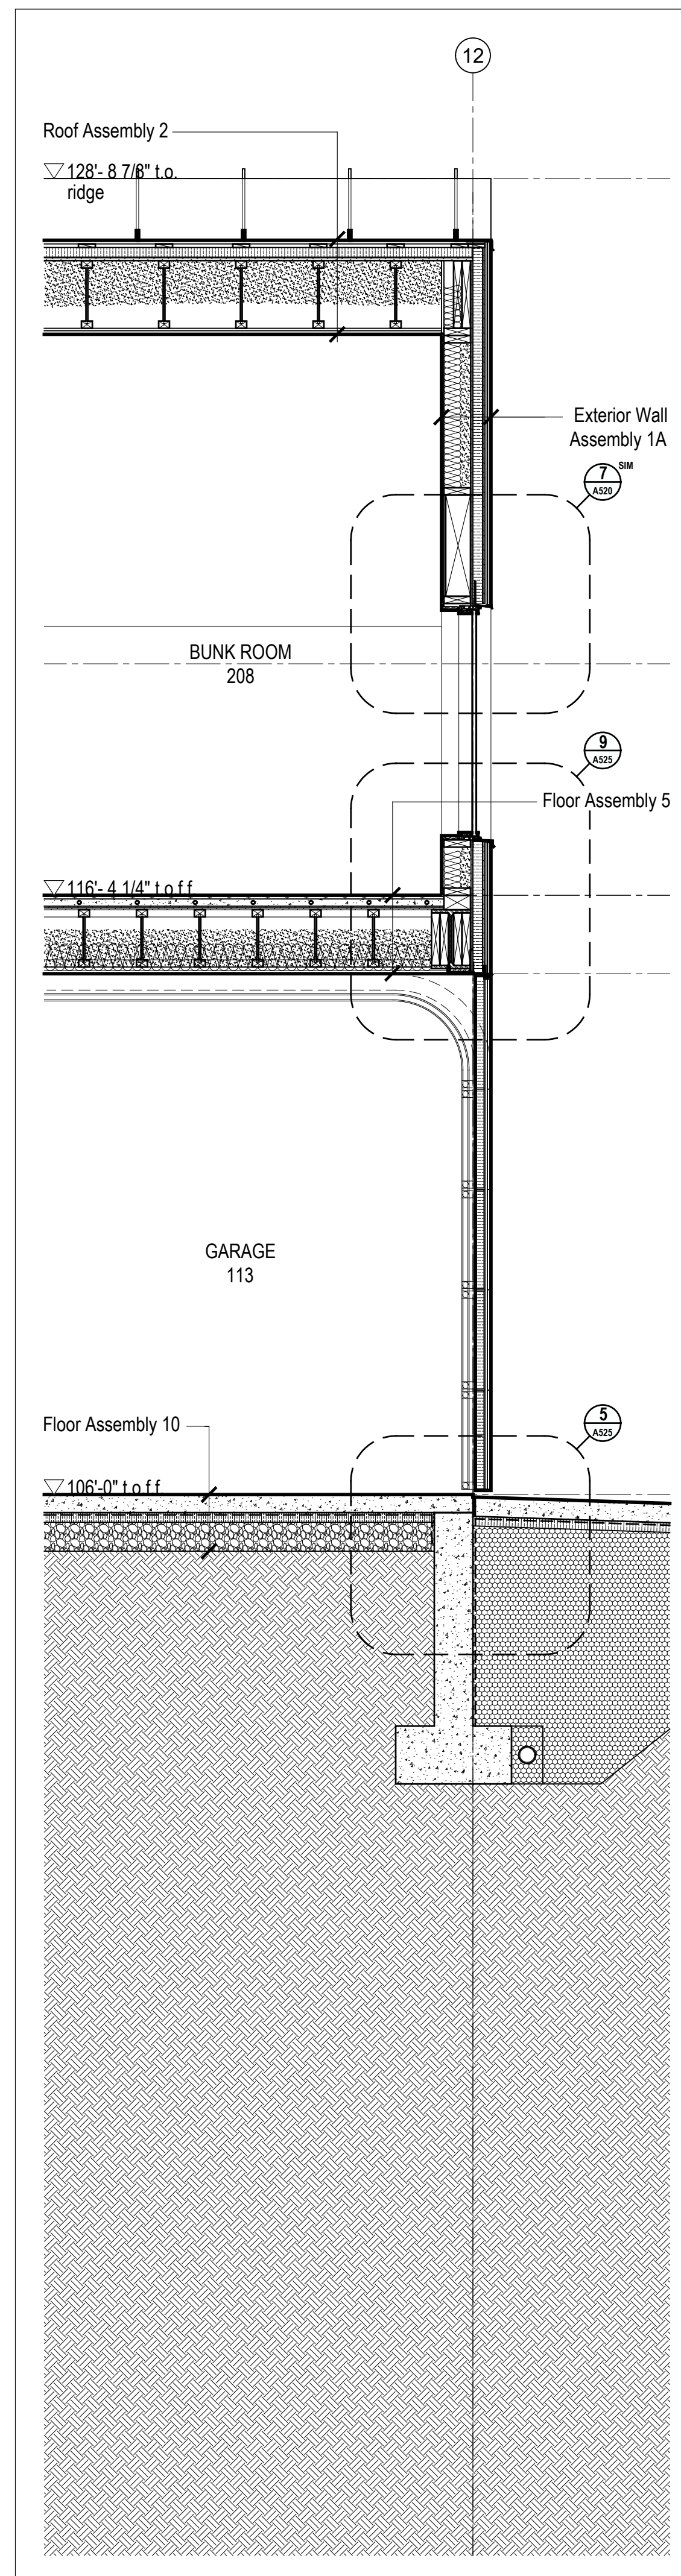 12
Roof Assembly 2
128'- 8 7/8" t.o.
ridge
Exterior Wall
Assembly 1A
7
SIM
A520
BUNK ROOM
208
9
A525
Floor Assembly 5
116'- 4 1/4" t o f f
GARAGE
113
Floor Assembly 10
5
A525
106'-0" t o f f